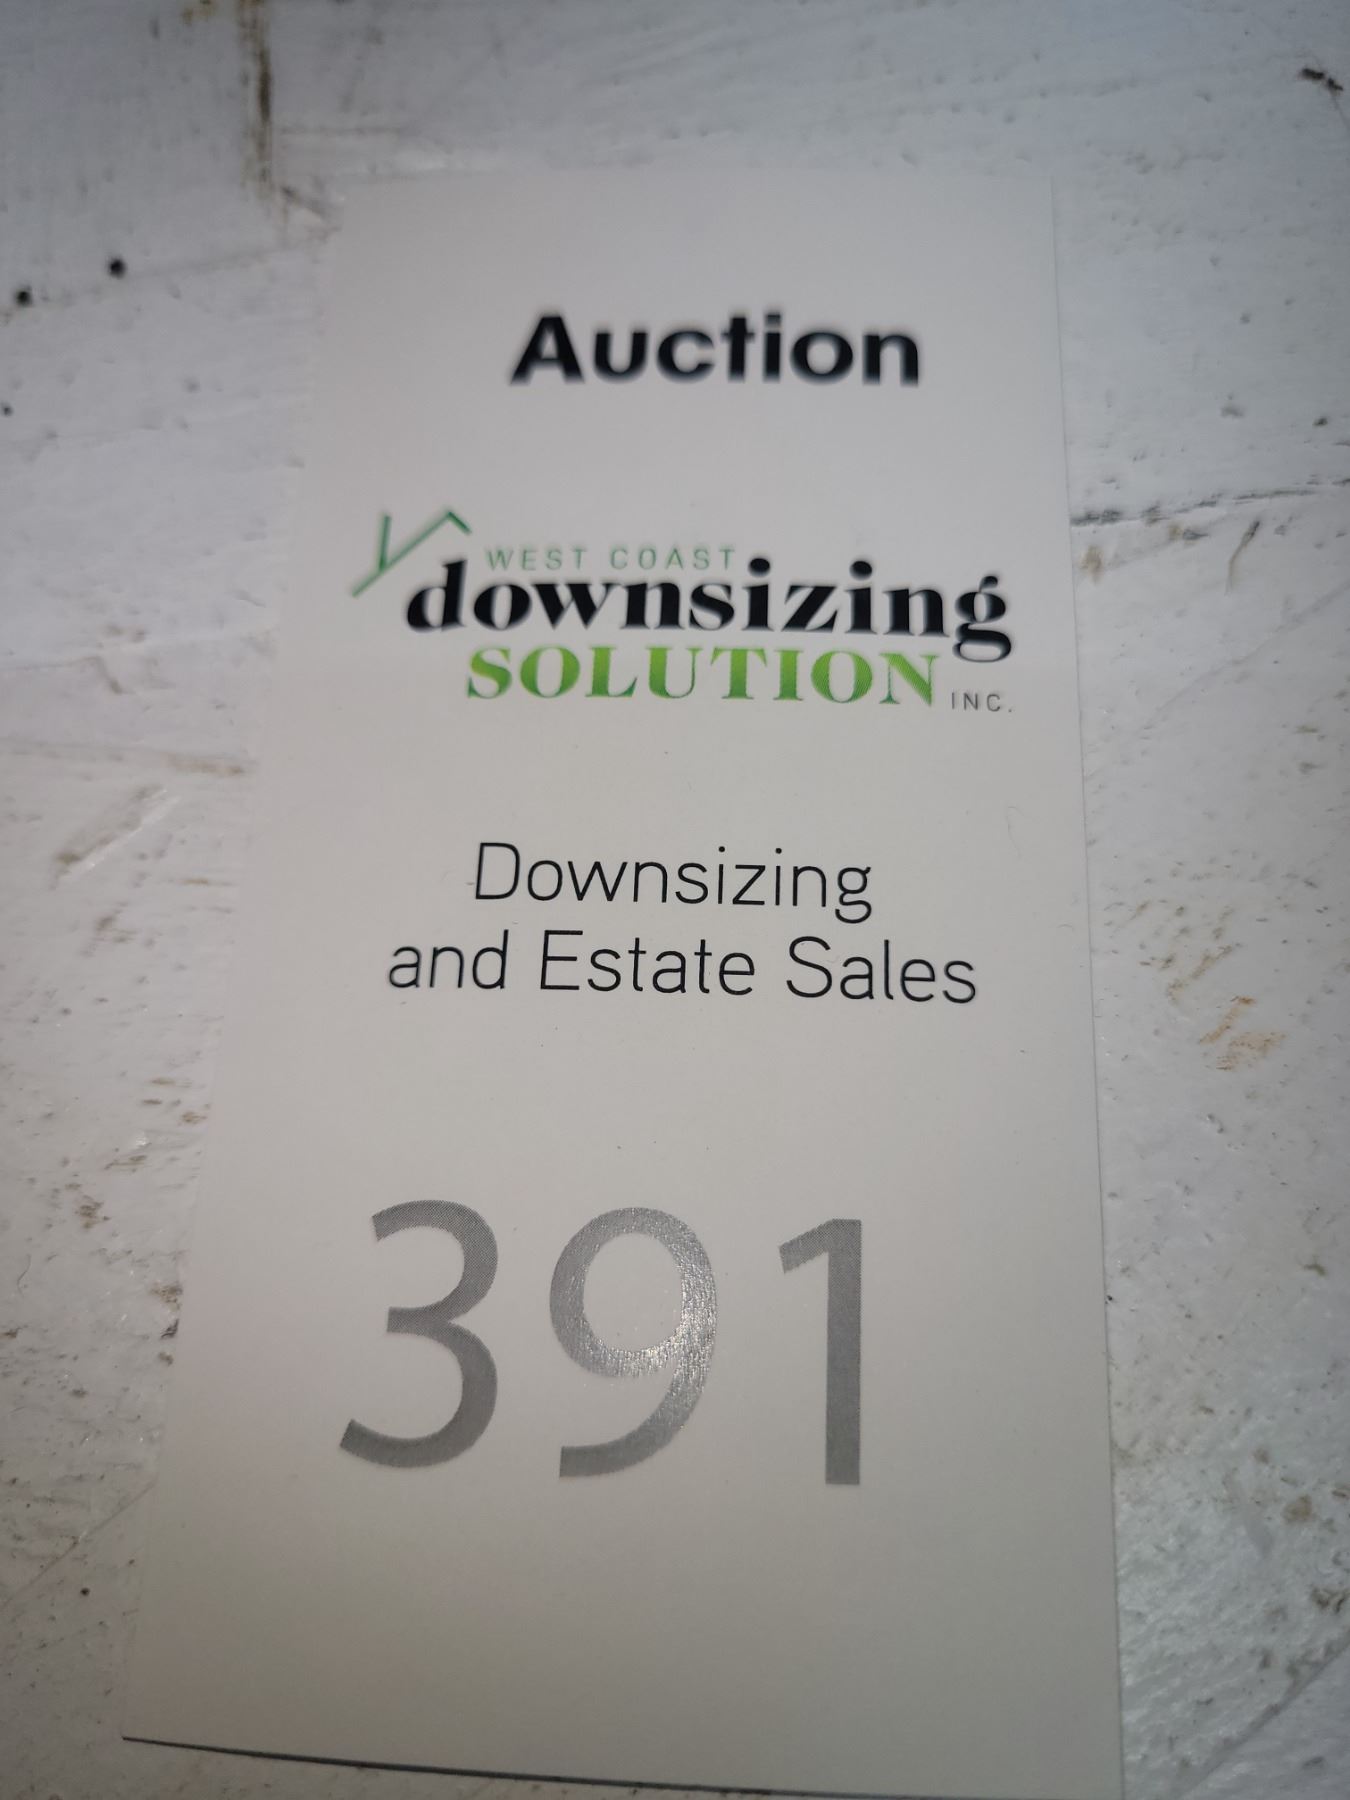 Auction
WEST COAST
downsizing
SOLUTION INC.
Downsizing
and Estate Sales
391